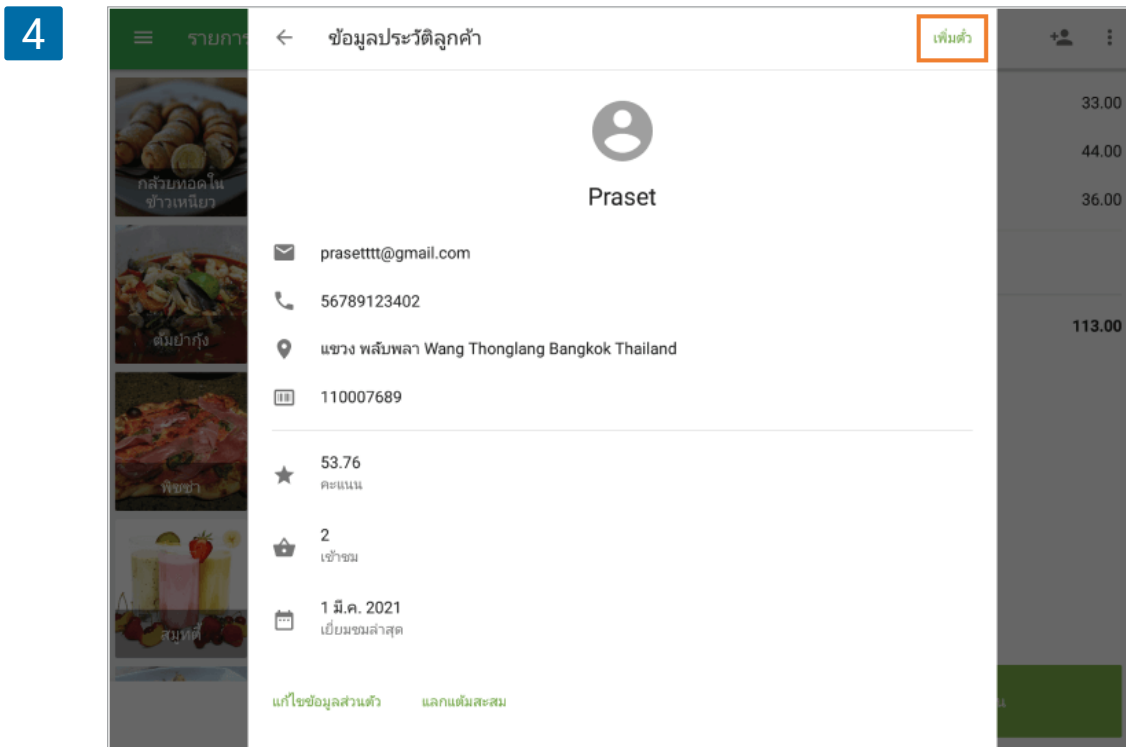 4
รายการ
ข้อมูลประวัติลูกค้า
เพิ่มตั๋ว
กล้วยทอดใน
ข้าวเหนียว
ต้มยำกุ้ง
พิซซ่า
สมูทตี้
33.00
44.00
36.00
113.00
Praset
prasetttt@gmail.com
56789123402
แขวง พลับพลา Wang Thonglang Bangkok Thailand
110007689
53.76
คะแนน
2
เข้าชม
1 มี.ค. 2021
เยี่ยมชมล่าสุด
แก้ไขข้อมูลส่วนตัว
แลกแต้มสะสม